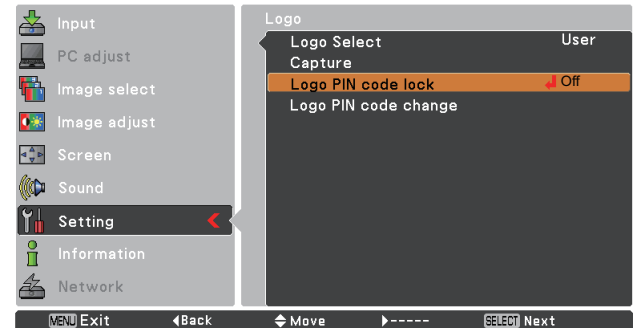 Input
PC adjust
Image select
Image adjust
Screen
Sound
Setting
Information
Network
Logo
Logo Select User
Capture
Logo PIN code lock Off
Logo PIN code change
MENU Exit Back Move ----- SELECT Next